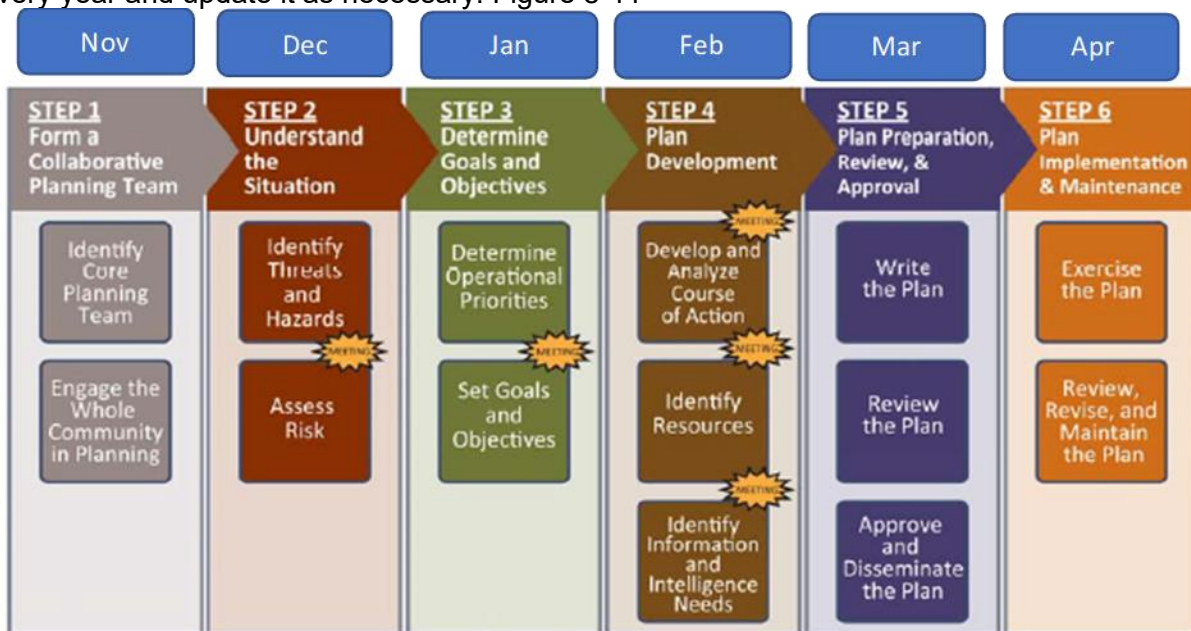 very year and update it as necessary. Figure 3-11
Nov
Dec
Jan
Feb
Mar
Apr
STEP 1
Form a
Collaborative
Planning Team
STEP 2
Understand
the
Situation
STEP 3
Determine
Goals and
Objectives
STEP 4
Plan
Development
STEP 5
Plan Preparation,
Review, &
Approval
STEP 6
Plan
Implementation
& Maintenance
Identify
Core
Planning
Team
Engage the
Whole
Community
in Planning
Identify
Threats
and
Hazards
MEETING
Assess
Risk
Determine
Operational
Priorities
MEETING
Set Goals
and
Objectives
MEETING
Develop and
Analyze
Course
of Action
MEETING
Identify
Resources
MEETING
Identify
Information
and
Intelligence
Needs
Write
the Plan
Review
the Plan
Approve
and
Disseminate
the Plan
Exercise
the Plan
Review,
Revise, and
Maintain
the Plan